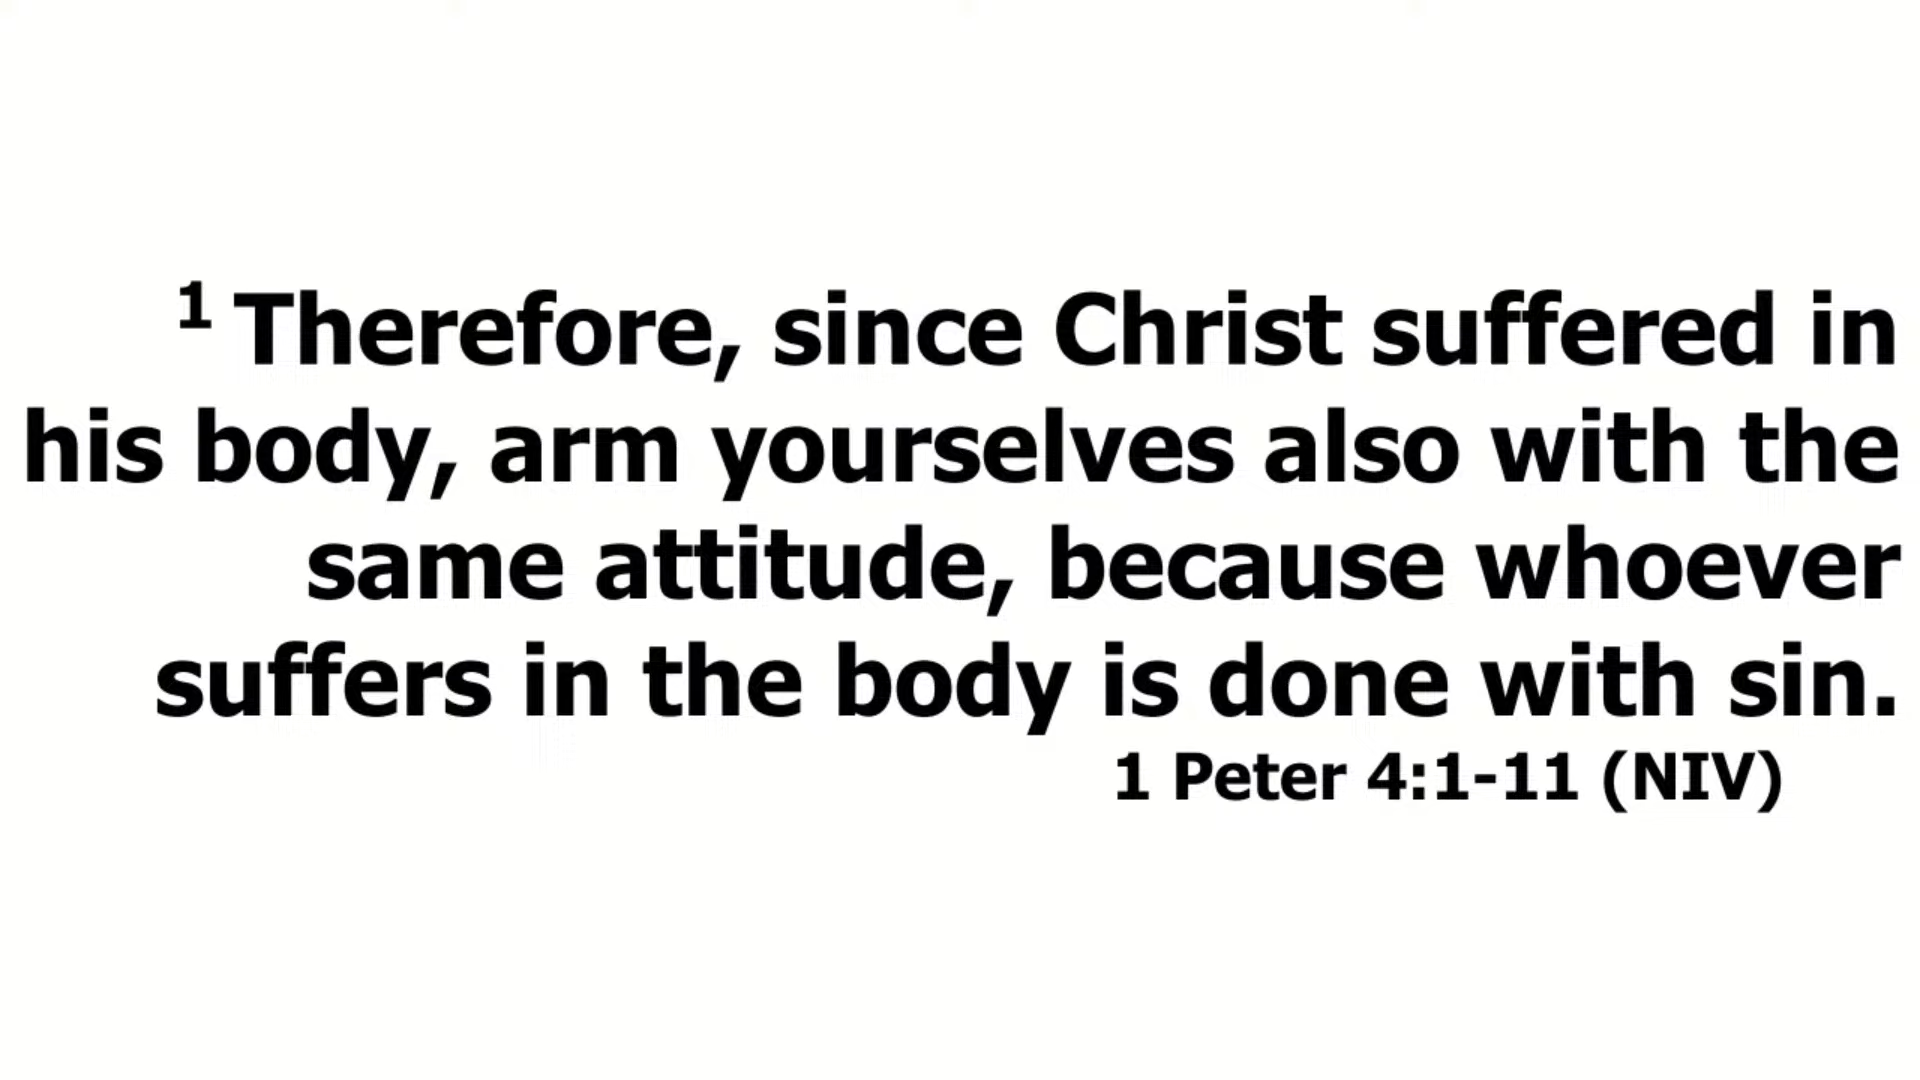 1 Therefore, since Christ suffered in
his body, arm yourselves also with the
same attitude, because whoever
suffers in the body is done with sin.
1 Peter 4:1-11 (NIV)